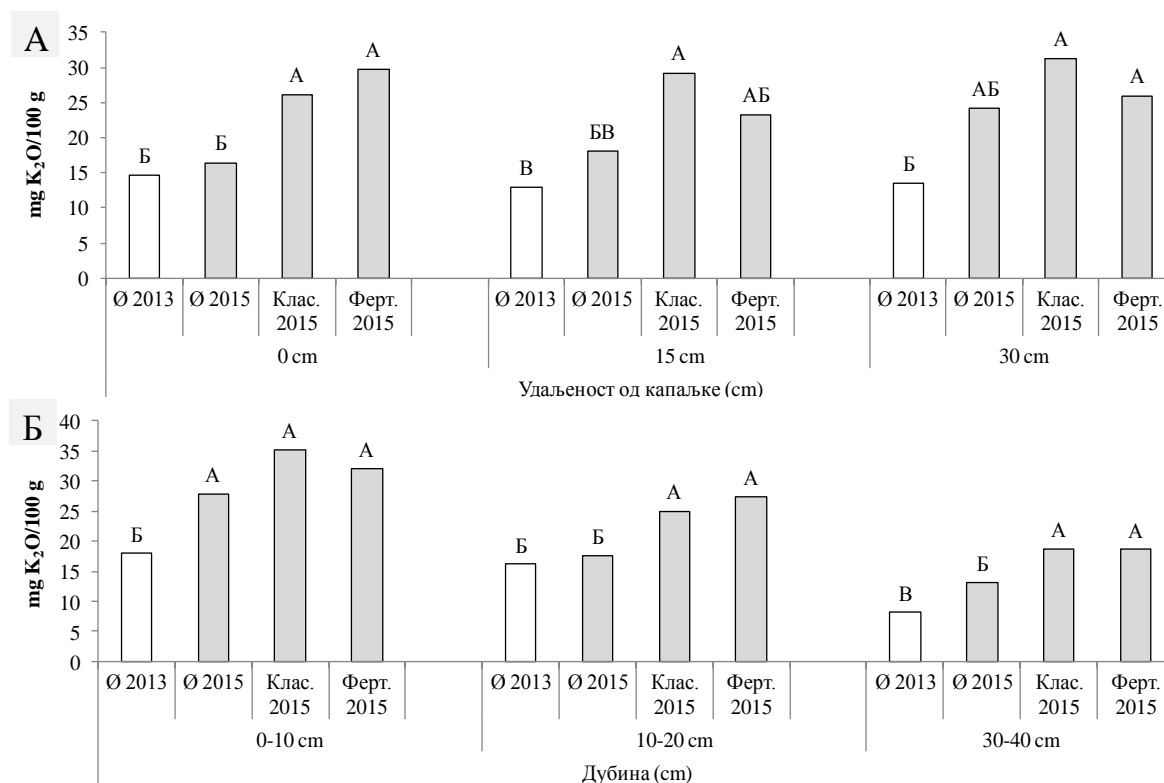 А
mg K₂O/100 g
35
30
25
20
15
10
5
0
Б
Б
А
А
В
БВ
А
АБ
Б
АБ
А
А
Ø 2013
Ø 2015
Клас.
2015
Ферт.
2015
Ø 2013
Ø 2015
Клас.
2015
Ферт.
2015
Ø 2013
Ø 2015
Клас.
2015
Ферт.
2015
0 cm
15 cm
30 cm
Удаљеност од капаљке (cm)
Б
mg K₂O/100 g
40
35
30
25
20
15
10
5
0
Б
А
А
А
Б
Б
А
А
В
Б
А
А
Ø 2013
Ø 2015
Клас.
2015
Ферт.
2015
Ø 2013
Ø 2015
Клас.
2015
Ферт.
2015
Ø 2013
Ø 2015
Клас.
2015
Ферт.
2015
0-10 cm
10-20 cm
30-40 cm
Дубина (cm)